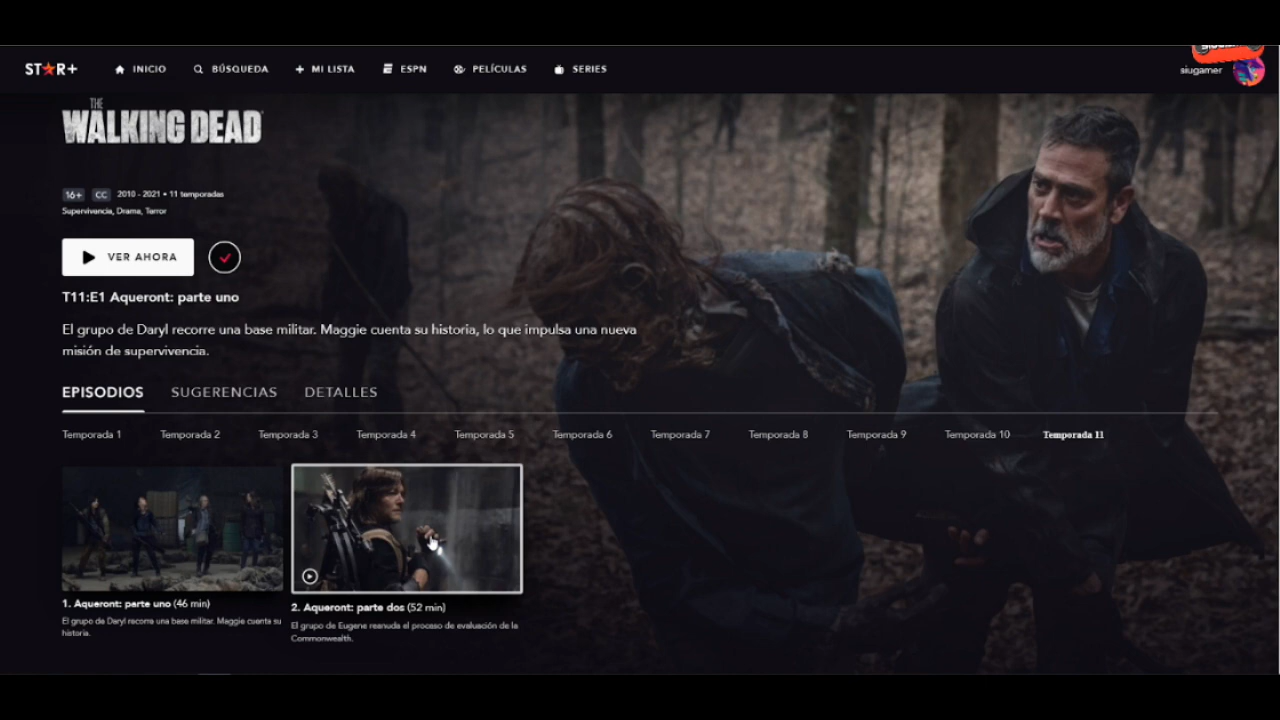 ST★R+
INICIO
BÚSQUEDA
MI LISTA
ESPN
PELÍCULAS
SERIES
siugamer
THE
WALKING DEAD
16+ CC 2010 - 2021 • 11 temporadas
Supervivencia, Drama, Terror
VER AHORA
T11:E1 Aqueront: parte uno
El grupo de Daryl recorre una base militar. Maggie cuenta su historia, lo que impulsa una nueva
misión de supervivencia.
EPISODIOS SUGERENCIAS DETALLES
Temporada 1 Temporada 2 Temporada 3 Temporada 4 Temporada 5 Temporada 6 Temporada 7 Temporada 8 Temporada 9 Temporada 10 Temporada 11
1. Aqueront: parte uno (46 min)
El grupo de Daryl recorre una base militar. Maggie cuenta su
historia.
2. Aqueront: parte dos (52 min)
El grupo de Eugene reanuda el proceso de evaluación de la
Commonwealth.